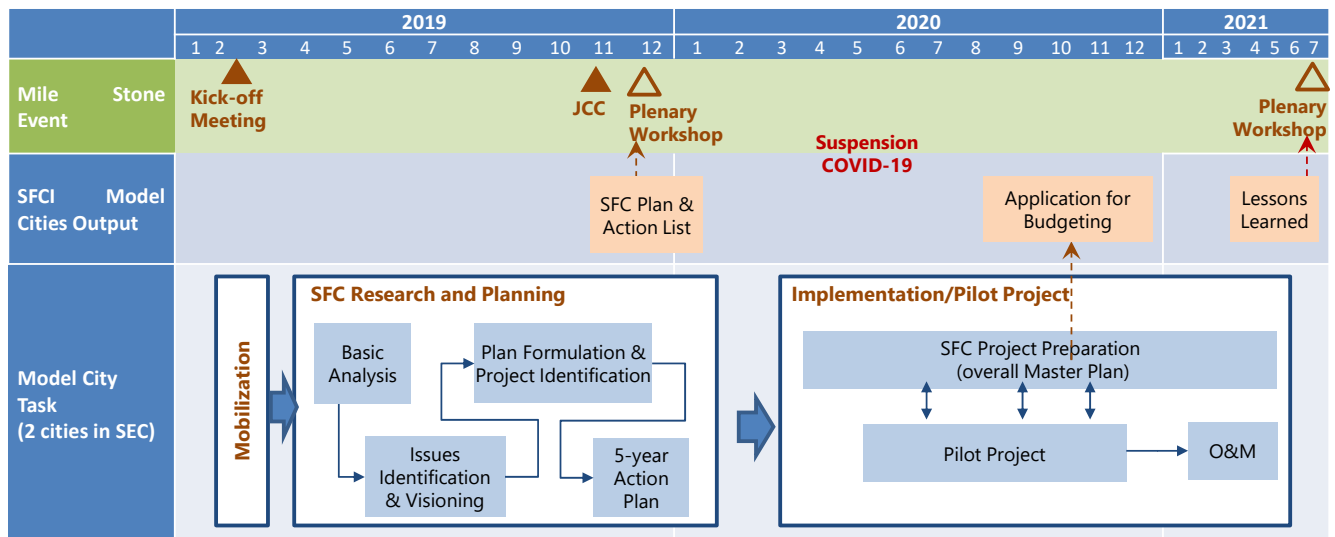 2019
2020
2021
1 2 3 4 5 6 7 8 9 10 11 12
1 2 3 4 5 6 7 8 9 10 11 12
1 2 3 4 5 6 7
Mile Stone
Event
Kick-off
Meeting
JCC
Plenary
Workshop
Suspension
COVID-19
Plenary
Workshop
SFCI Model
Cities Output
SFC Plan &
Action List
Application for
Budgeting
Lessons
Learned
Model City
Task
(2 cities in SEC)
Mobilization
SFC Research and Planning
Basic
Analysis
Plan Formulation &
Project Identification
Issues
Identification
& Visioning
5-year
Action
Plan
Implementation/Pilot Project
SFC Project Preparation
(overall Master Plan)
Pilot Project
O&M